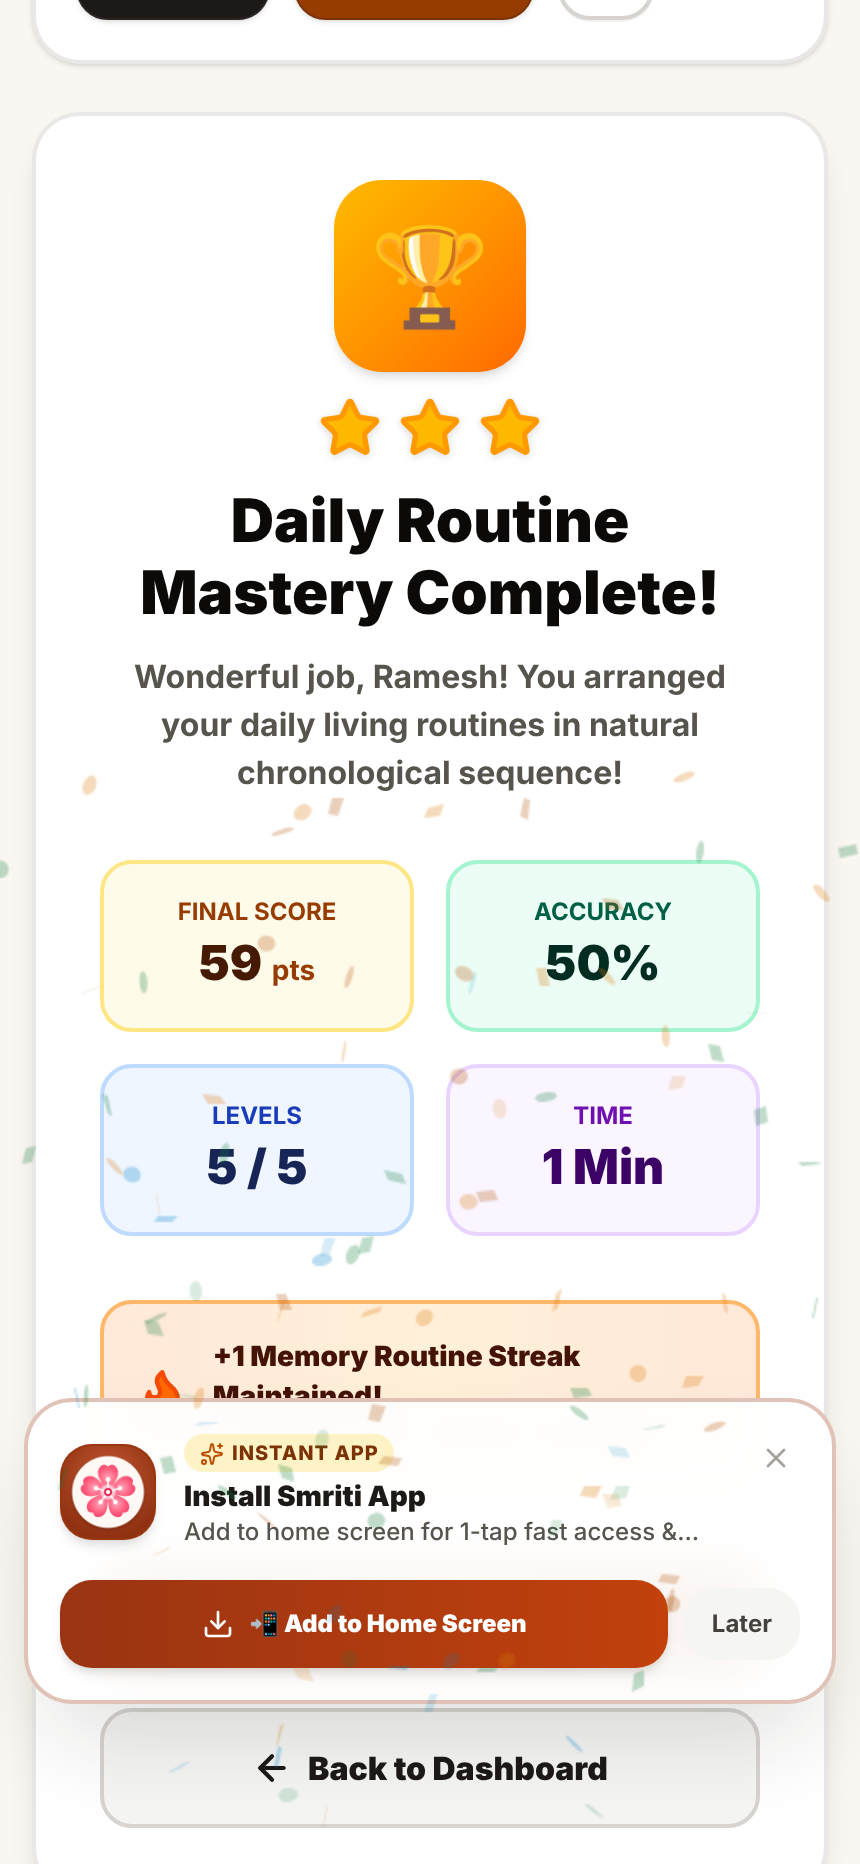 Daily Routine
Mastery Complete!
Wonderful job, Ramesh! You arranged
your daily living routines in natural
chronological sequence!
FINAL SCORE
59 pts
ACCURACY
50%
LEVELS
5 / 5
TIME
1 Min
+1 Memory Routine Streak
Maintained!
INSTANT APP
Install Smriti App
Add to home screen for 1-tap fast access &...
Add to Home Screen
Later
Back to Dashboard